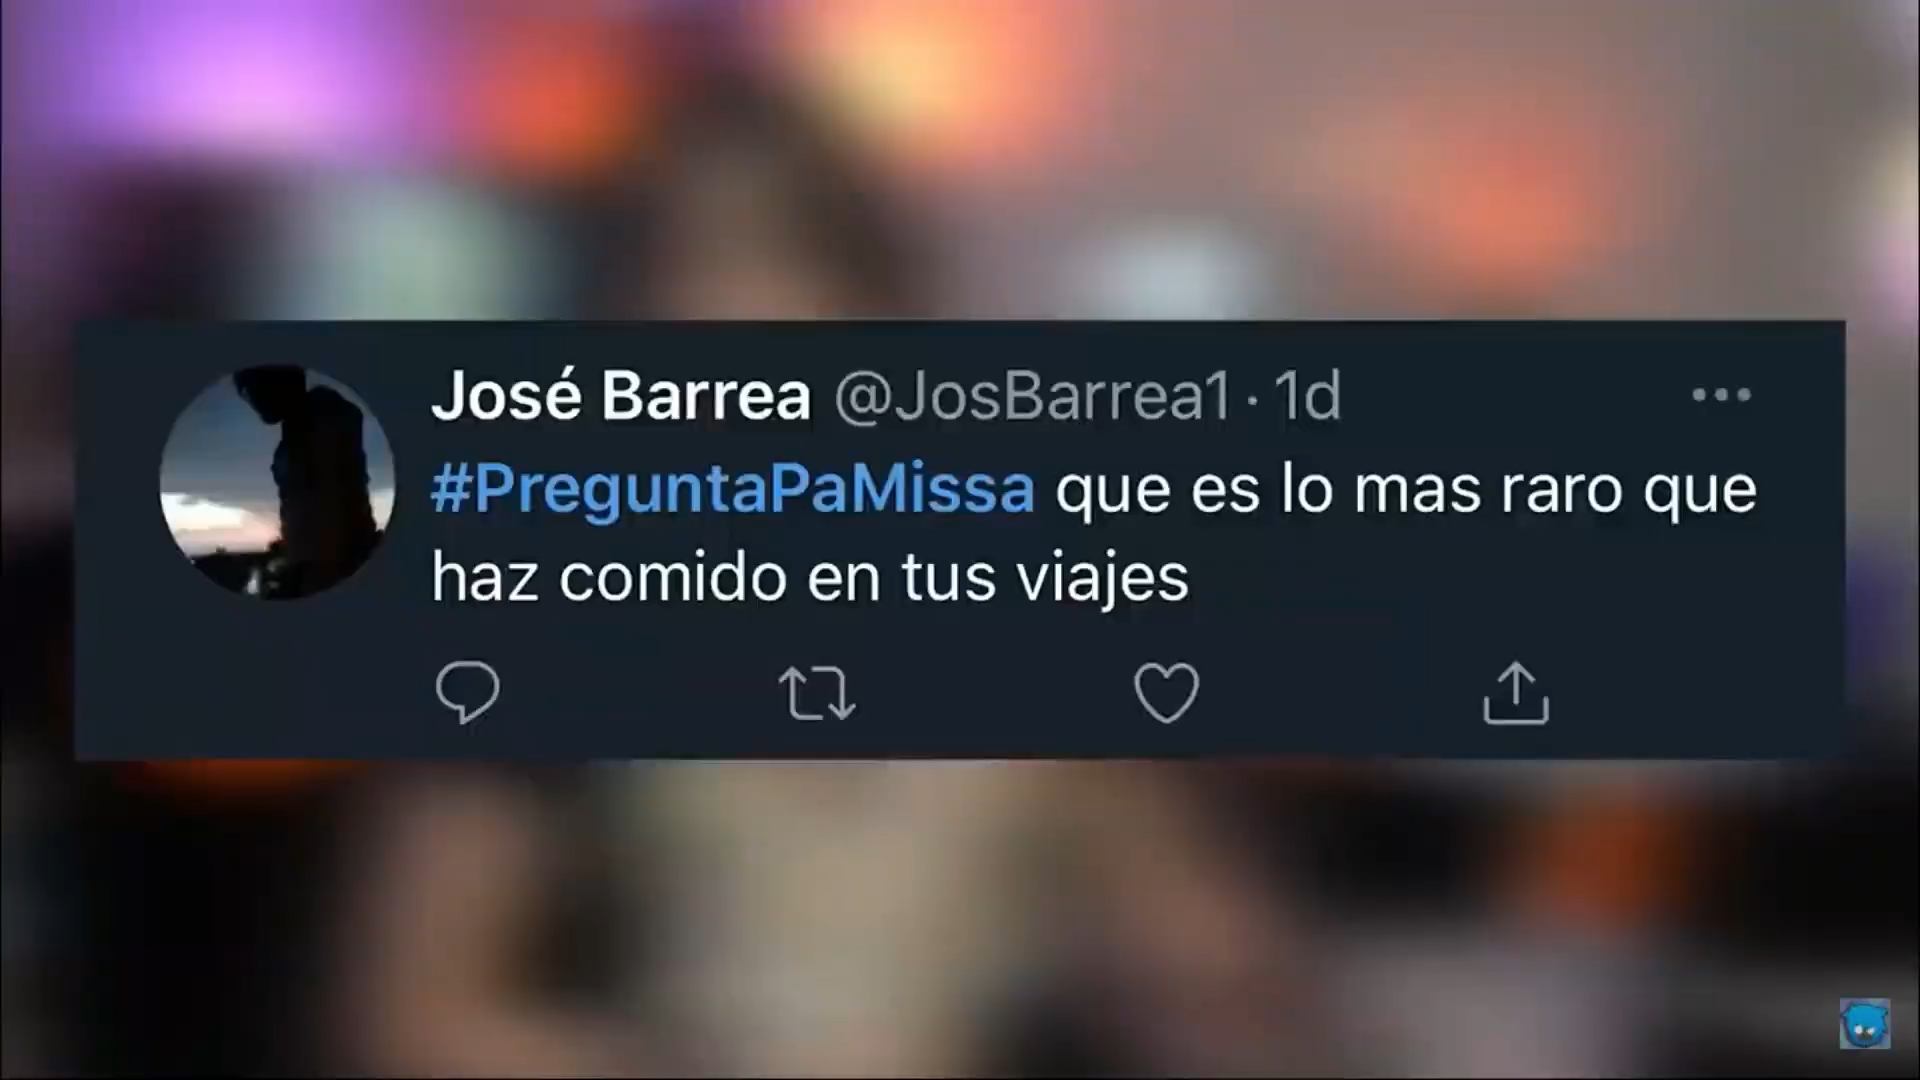 José Barrea @JosBarrea1 · 1d
#PreguntaPaMissa que es lo mas raro que
haz comido en tus viajes